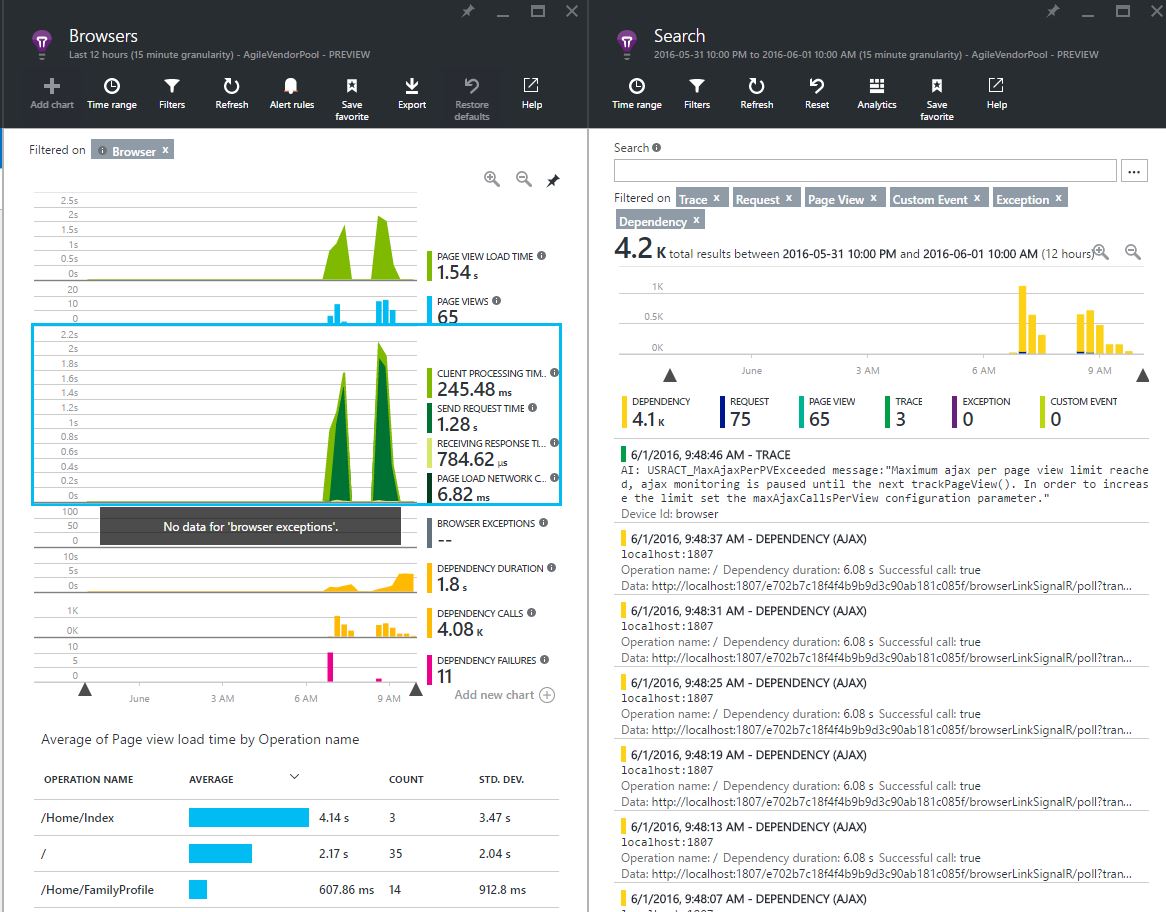 Browsers
Last 12 hours (15 minute granularity) - AgileVendorPool - PREVIEW
Add chart
Time range
Filters
Refresh
Alert rules
Save
favorite
Export
Restore
defaults
Help
Filtered on
Browser x
2.5s
2s
1.5s
1s
0.5s
0s
PAGE VIEW LOAD TIME
1.54 s
20
10
0
PAGE VIEWS
65
2.2s
2s
1.8s
1.6s
1.4s
1.2s
1s
0.8s
0.6s
0.4s
0.2s
0s
CLIENT PROCESSING TIM..
245.48 ms
SEND REQUEST TIME
1.28 s
RECEIVING RESPONSE TI...
784.62 µs
PAGE LOAD NETWORK C...
6.82 ms
100
50
0
No data for 'browser exceptions'.
BROWSER EXCEPTIONS
--
10s
5s
0s
DEPENDENCY DURATION
1.8 s
1K
0K
DEPENDENCY CALLS
4.08 K
10
5
0
DEPENDENCY FAILURES
11
June 3 AM 6 AM 9 AM
Add new chart
Average of Page view load time by Operation name
OPERATION NAME AVERAGE COUNT STD. DEV.
/Home/Index 4.14 s 3 3.47 s
/ 2.17 s 35 2.04 s
/Home/FamilyProfile 607.86 ms 14 912.8 ms
Search
2016-05-31 10:00 PM to 2016-06-01 10:00 AM (15 minute granularity) - AgileVendorPool - PREVIEW
Time range
Filters
Refresh
Reset
Analytics
Save
favorite
Help
Search
...
Filtered on Trace x Request x Page View x Custom Event x Exception x
Dependency x
4.2 K total results between 2016-05-31 10:00 PM and 2016-06-01 10:00 AM (12 hours)
1K
0.5K
0K
June 3 AM 6 AM 9 AM
DEPENDENCY
4.1 K
REQUEST
75
PAGE VIEW
65
TRACE
3
EXCEPTION
0
CUSTOM EVENT
0
6/1/2016, 9:48:46 AM - TRACE
AI: USRACT_MaxAjaxPerPVExceeded message:"Maximum ajax per page view limit reache
d, ajax monitoring is paused until the next trackPageView(). In order to increas
e the limit set the maxAjaxCallsPerView configuration parameter."
Device Id: browser
6/1/2016, 9:48:37 AM - DEPENDENCY (AJAX)
localhost:1807
Operation name: / Dependency duration: 6.08 s Successful call: true
Data: http://localhost:1807/e702b7c18f4f4b9b9d3c90ab181c085f/browserLinkSignalR/poll?tran...
6/1/2016, 9:48:31 AM - DEPENDENCY (AJAX)
localhost:1807
Operation name: / Dependency duration: 6.08 s Successful call: true
Data: http://localhost:1807/e702b7c18f4f4b9b9d3c90ab181c085f/browserLinkSignalR/poll?tran...
6/1/2016, 9:48:25 AM - DEPENDENCY (AJAX)
localhost:1807
Operation name: / Dependency duration: 6.08 s Successful call: true
Data: http://localhost:1807/e702b7c18f4f4b9b9d3c90ab181c085f/browserLinkSignalR/poll?tran...
6/1/2016, 9:48:19 AM - DEPENDENCY (AJAX)
localhost:1807
Operation name: / Dependency duration: 6.08 s Successful call: true
Data: http://localhost:1807/e702b7c18f4f4b9b9d3c90ab181c085f/browserLinkSignalR/poll?tran...
6/1/2016, 9:48:13 AM - DEPENDENCY (AJAX)
localhost:1807
Operation name: / Dependency duration: 6.08 s Successful call: true
Data: http://localhost:1807/e702b7c18f4f4b9b9d3c90ab181c085f/browserLinkSignalR/poll?tran...
6/1/2016, 9:48:07 AM - DEPENDENCY (AJAX)